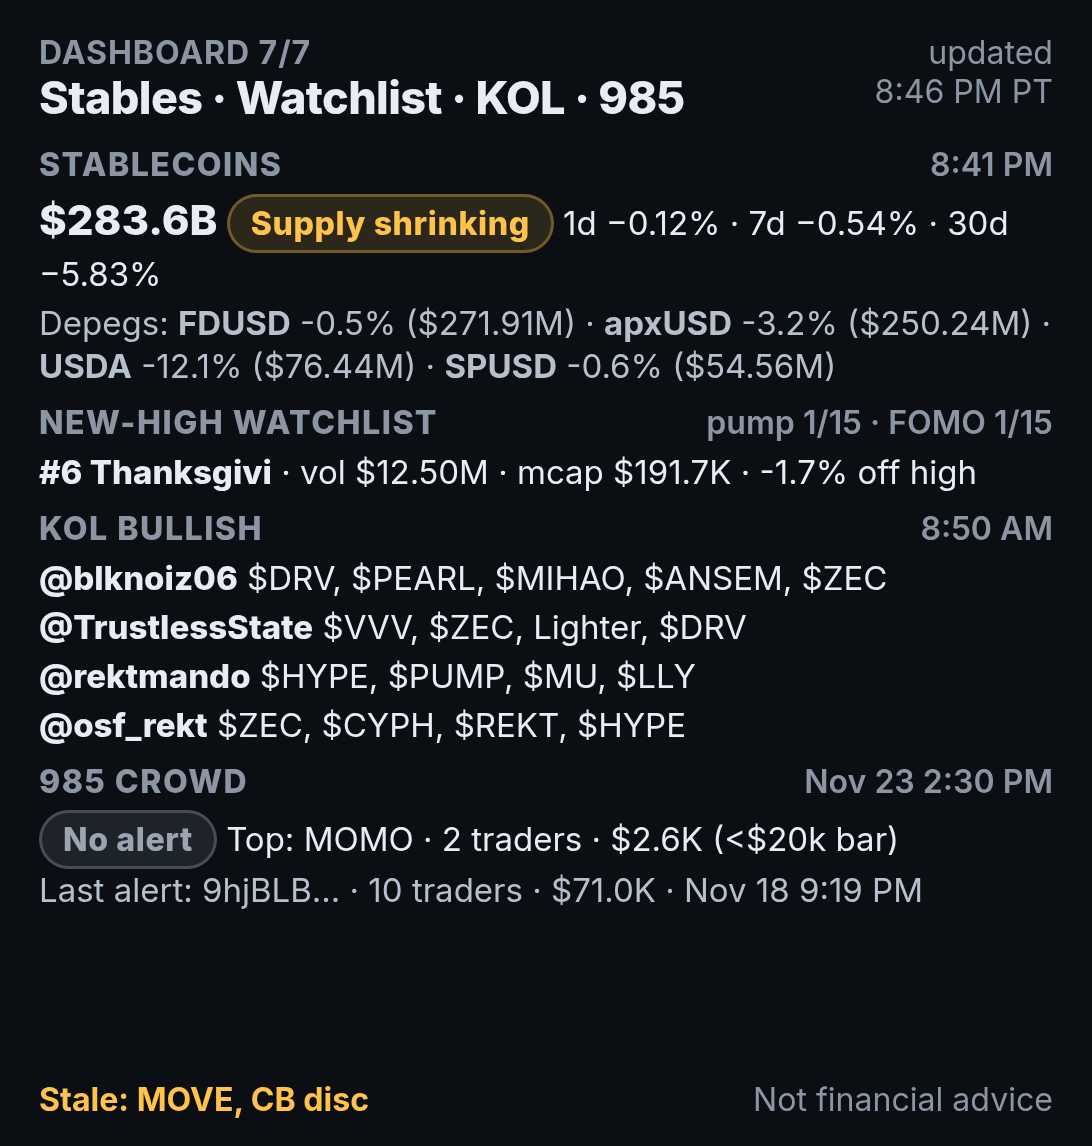 DASHBOARD 7/7
updated
Stables · Watchlist · KOL · 985
8:46 PM PT
STABLECOINS 8:41 PM
$283.6B Supply shrinking 1d −0.12% · 7d −0.54% · 30d
−5.83%
Depegs: FDUSD -0.5% ($271.91M) · apxUSD -3.2% ($250.24M) ·
USDA -12.1% ($76.44M) · SPUSD -0.6% ($54.56M)
NEW-HIGH WATCHLIST pump 1/15 · FOMO 1/15
#6 Thanksgivi · vol $12.50M · mcap $191.7K · -1.7% off high
KOL BULLISH 8:50 AM
@blknoiz06 $DRV, $PEARL, $MIHAO, $ANSEM, $ZEC
@TrustlessState $VVV, $ZEC, Lighter, $DRV
@rektmando $HYPE, $PUMP, $MU, $LLY
@osf_rekt $ZEC, $CYPH, $REKT, $HYPE
985 CROWD Nov 23 2:30 PM
No alert Top: MOMO · 2 traders · $2.6K (<$20k bar)
Last alert: 9hjBLB... · 10 traders · $71.0K · Nov 18 9:19 PM
Stale: MOVE, CB disc Not financial advice